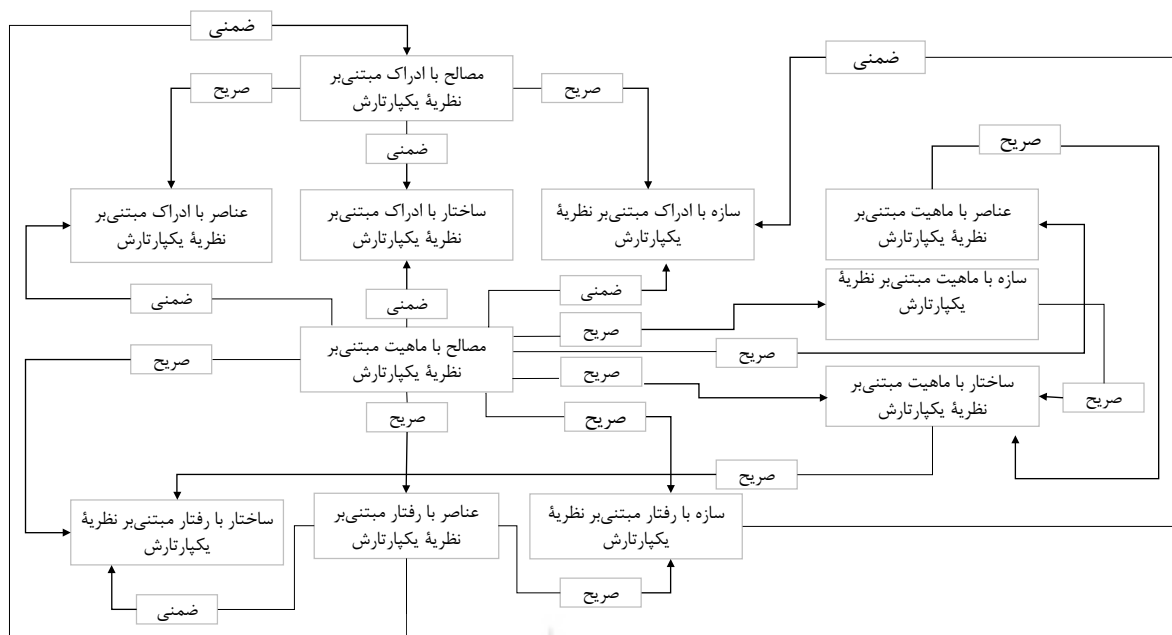 ضمنی
ضمنی
مصالح با ادراک مبتنی‌بر
نظریهٔ یکپارتارش
صریح
صریح
ضمنی
صریح
سازه با ادراک مبتنی‌بر نظریهٔ
یکپارتارش
ساختار با ادراک مبتنی‌بر
نظریهٔ یکپارتارش
عناصر با ادراک مبتنی‌بر
نظریهٔ یکپارتارش
عناصر با ماهیت مبتنی‌بر
نظریهٔ یکپارتارش
سازه با ماهیت مبتنی‌بر نظریهٔ
یکپارتارش
ضمنی
ضمنی
ضمنی
صریح
مصالح با ماهیت مبتنی‌بر
نظریهٔ یکپارتارش
صریح
صریح
صریح
ساختار با ماهیت مبتنی‌بر
نظریهٔ یکپارتارش
صریح
صریح
صریح
صریح
سازه با رفتار مبتنی‌بر نظریهٔ
یکپارتارش
عناصر با رفتار مبتنی‌بر
نظریهٔ یکپارتارش
ساختار با رفتار مبتنی‌بر نظریهٔ
یکپارتارش
صریح
ضمنی